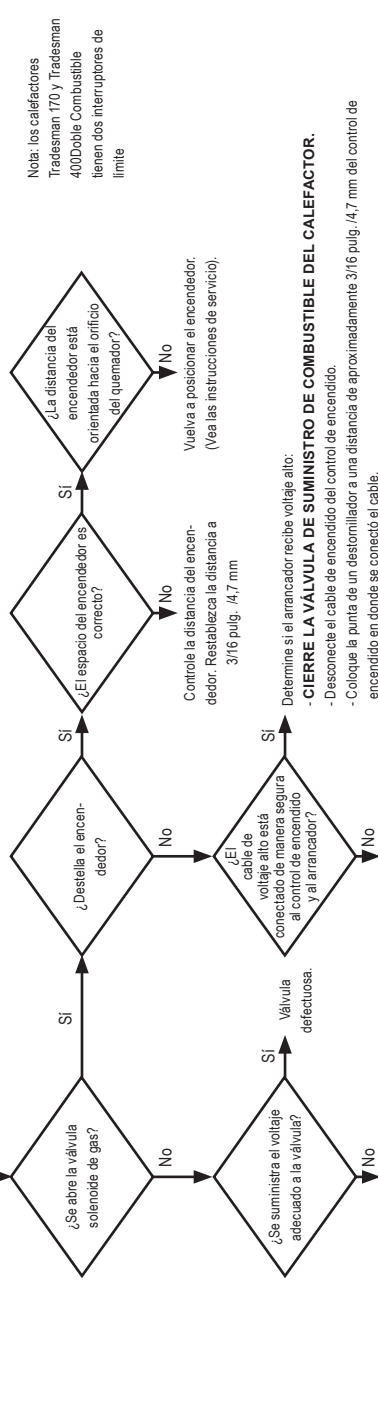 ¿Se abre la válvula
solenoide de gas?
Sí
No
¿Destella el encen-
dedor?
Sí
No
¿El espacio del encendedor es
correcto?
Sí
No
Controle la distancia del encen-
dedor. Restablezca la distancia a
3/16 pulg. /4,7 mm
¿La distancia del
encendedor está
orientada hacia el orificio
del quemador?
No
Vuelva a posicionar el encendedor.
(Vea las instrucciones de servicio).
Nota: los calefactores
Tradesman 170 y Tradesman
400Doble Combustible
tienen dos interruptores de
límite
¿Se suministra el voltaje
adecuado a la válvula?
Sí
Válvula
defectuosa.
No
¿El
cable de
voltaje alto está
conectado de manera segura
al control de encendido
y al arrancador?
Sí
No
Determine si el arrancador recibe voltaje alto:
- CIERRE LA VÁLVULA DE SUMINISTRO DE COMBUSTIBLE DEL CALEFACTOR.
- Desconecte el cable de encendido del control de encendido.
- Coloque la punta de un destornillador a una distancia de aproximadamente 3/16 pulg. /4,7 mm del control de
encendido en donde se conectó el cable.